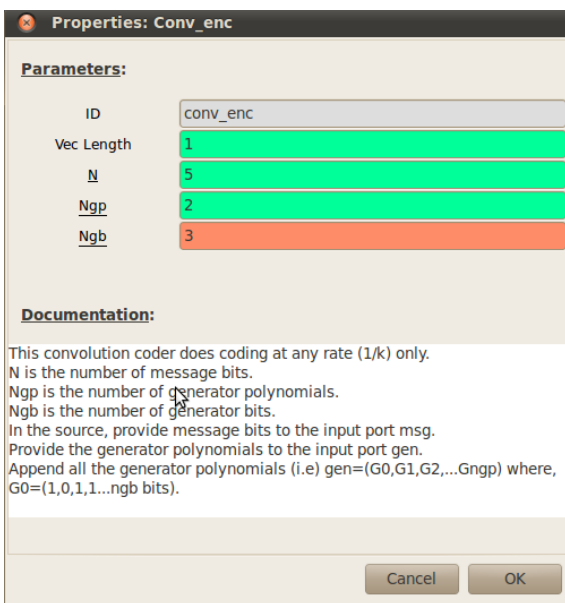 Properties: Conv_enc
Parameters:
ID conv_enc
Vec Length 1
N 5
Ngp 2
Ngb 3
Documentation:
This convolution coder does coding at any rate (1/k) only.
N is the number of message bits.
Ngp is the number of generator polynomials.
Ngb is the number of generator bits.
In the source, provide message bits to the input port msg.
Provide the generator polynomials to the input port gen.
Append all the generator polynomials (i.e) gen=(G0,G1,G2,...Gngp) where,
G0=(1,0,1,1...ngb bits).
Cancel OK